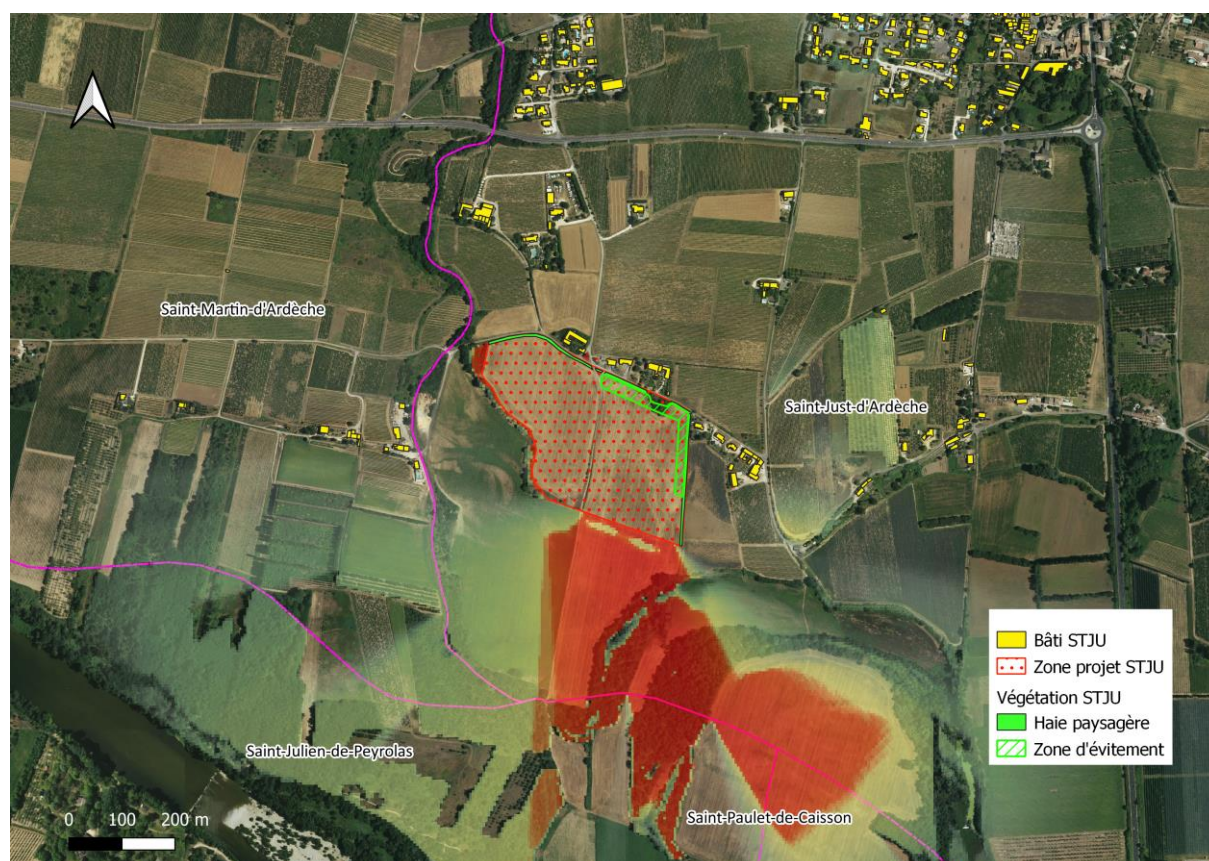 Saint-Martin-d'Ardèche
Saint-Just-d'Ardèche
Bâti STJU
Zone projet STJU
Végétation STJU
Haie paysagère
Zone d'évitement
Saint-Julien-de-Peyrolas
Saint-Paulet-de-Caisson
0 100 200 m